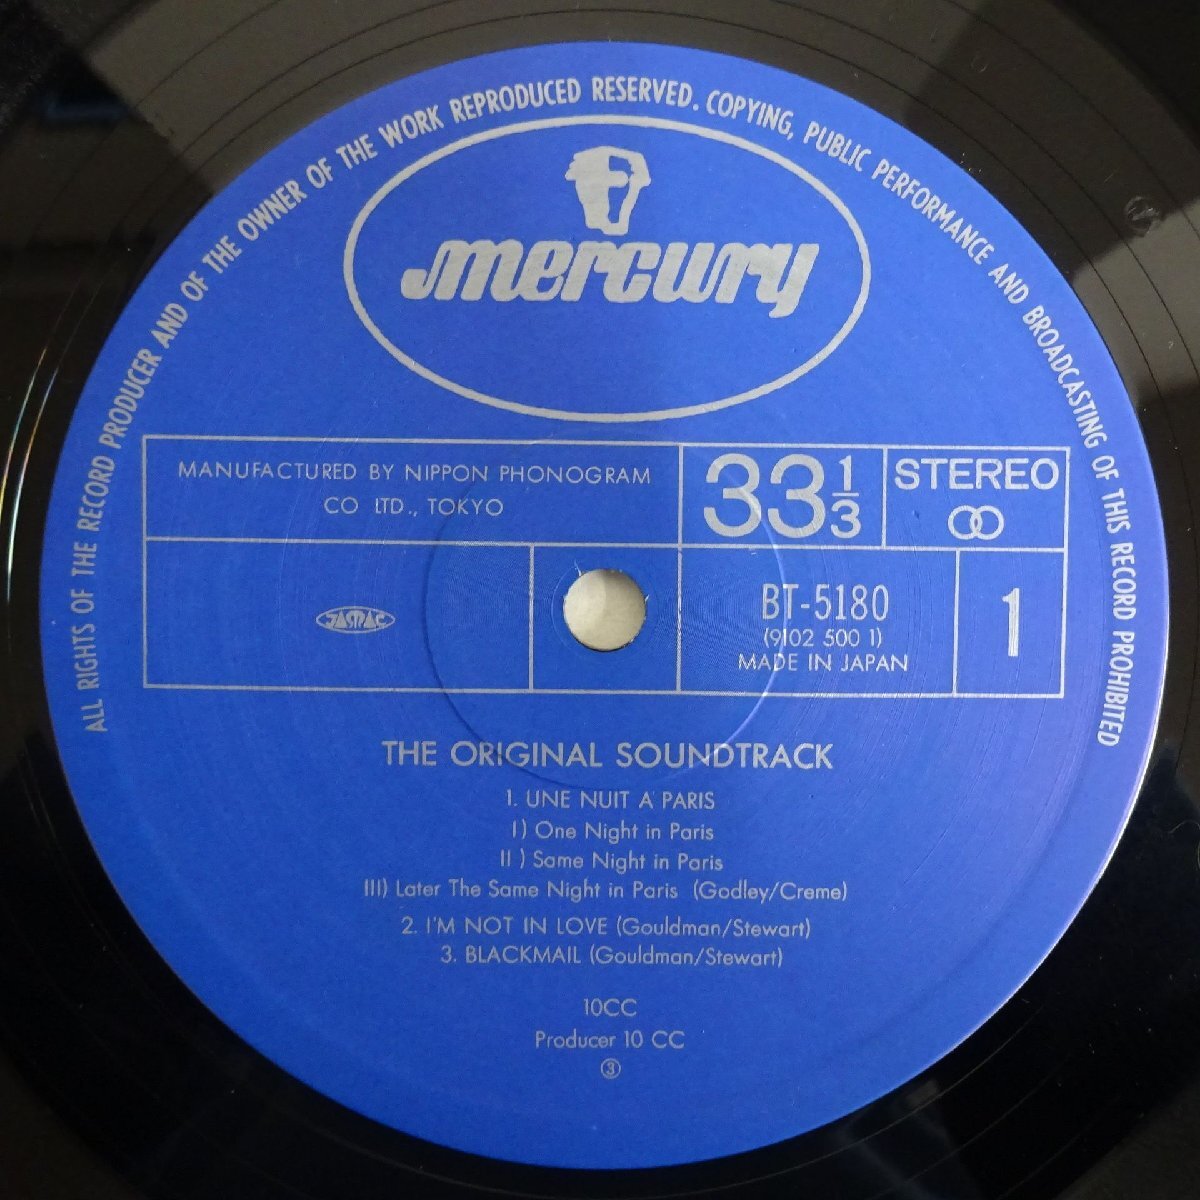 ALL RIGHTS OF THE RECORD PRODUCER AND OF THE OWNER OF THE WORK REPRODUCED RESERVED. COPYING, PUBLIC PERFORMANCE AND BROADCASTING OF THIS RECORD PROHIBITED
mercury
MANUFACTURED BY NIPPON PHONOGRAM
CO LTD., TOKYO
33 1/3
STEREO
JASRAC
BT-5180
(9102 500 1)
MADE IN JAPAN
1
THE ORIGINAL SOUNDTRACK
1. UNE NUIT A' PARIS
I) One Night in Paris
II) Same Night in Paris
III) Later The Same Night in Paris (Godley/Creme)
2. I'M NOT IN LOVE (Gouldman/Stewart)
3. BLACKMAIL (Gouldman/Stewart)
10CC
Producer 10 CC
③